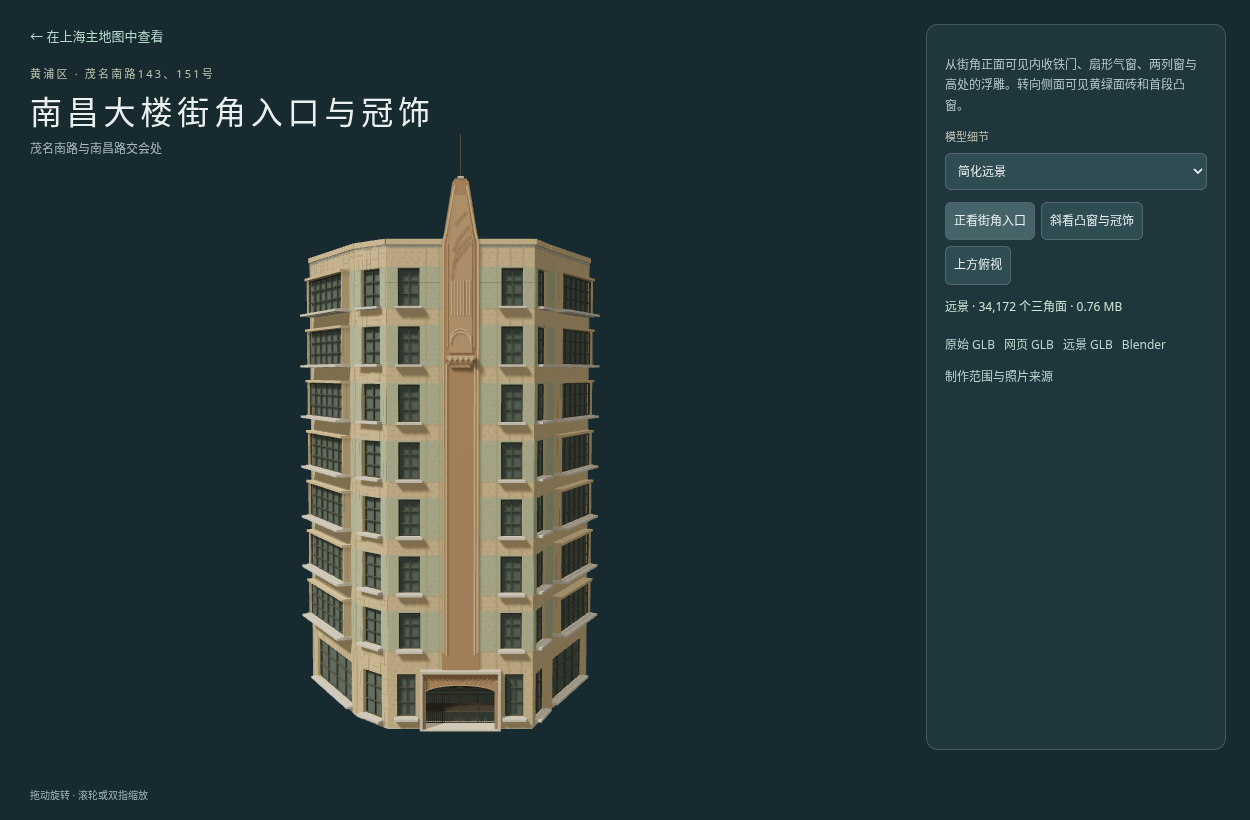 ← 在上海主地图中查看
黄浦区 · 茂名南路143、151号
南昌大楼街角入口与冠饰
茂名南路与南昌路交会处
从街角正面可见内收铁门、扇形气窗、两列窗与
高处的浮雕。转向侧面可见黄绿面砖和首段凸
窗。
模型细节
简化远景
正看街角入口 斜看凸窗与冠饰
上方俯视
远景 · 34,172 个三角面 · 0.76 MB
原始 GLB 网页 GLB 远景 GLB Blender
制作范围与照片来源
拖动旋转 · 滚轮或双指缩放